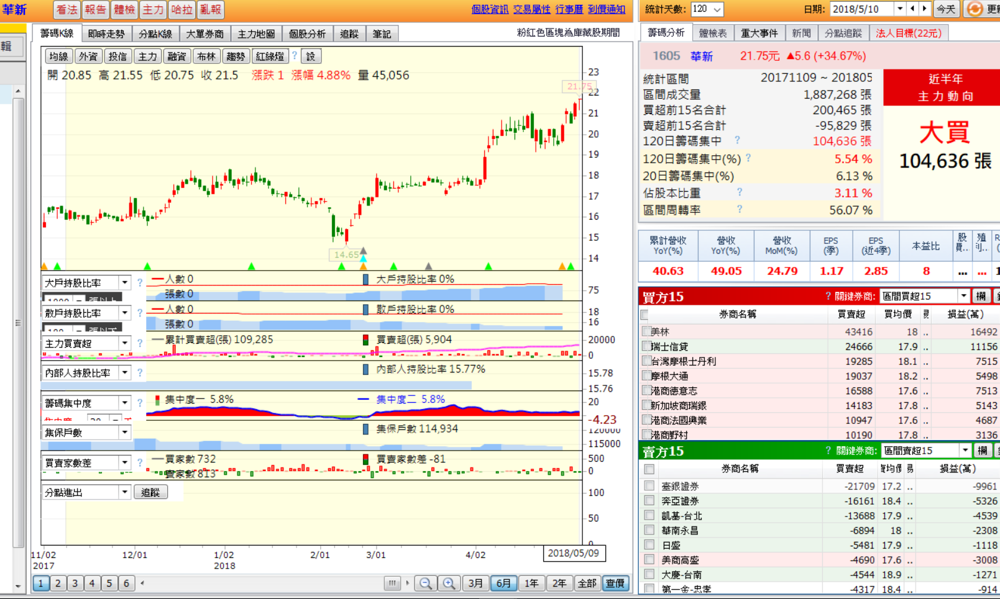 華新
看法 報告 體檢 主力 哈拉 亂報
個股資訊 交易屬性 行事曆 到價通知
統計天數: 120
日期: 2018/5/10 今天 更
輯
籌碼K線 即時走勢 分點K線 大單券商 主力地圖 個股分析 追蹤 筆記
粉紅色區塊為庫藏股期間
均線 外資 投信 主力 融資 布林 趨勢 紅綠燈 ? 設
開 20.85 高 21.55 低 20.75 收 21.5 漲跌 1 漲幅 4.88% 量 45,056
21.75
23
22
21
20
19
18
17
16
15
14
14.65
大戶持股比率 ? 人數 0 大戶持股比率 0%
張數 0
75
散戶持股比率 ? 人數 0 散戶持股比率 0%
張數 0
18
16
主力買賣超 ? 累計買賣超(張) 109,285 買賣超(張) 5,904
20000
0
內部人持股比率 ? 內部人持股比率 15.77%
15.78
15.76
籌碼集中度 ? 集中度一 5.8% 集中度二 5.8%
20
-4.23
集保戶數 集保戶數 114,934
120000
115000
買賣家數差 ? 買家數 732 買賣家數差 -81
賣家數 813
500
0
分點進出 追蹤
100
50
0
11/02 12/01 1/02 2/01 3/01 4/02 2018/05/09
2017 2018
1 2 3 4 5 6 3月 6月 1年 2年 全部 查價
籌碼分析 體檢表 重大事件 新聞 分點追蹤 法人目標(22元)
1605 華新 21.75元 ▲5.6 (+34.67%)
統計區間 20171109 ~ 201805
區間成交量 1,887,268 張
買超前15名合計 200,465 張
賣超前15名合計 -95,829 張
120日籌碼集中 ? 104,636 張
120日籌碼集中(%) ? 5.54 %
20日籌碼集中(%) 6.13 %
佔股本比重 ? 3.11 %
區間周轉率 ? 56.07 %
近半年
主力動向
大買
104,636 張
累計營收 YoY(%) 營收 YoY(%) 營收 MoM(%) EPS (季) EPS (近4季) 本益比 股 費.. 殖 利..
40.63 49.05 24.79 1.17 2.85 8 ... ...
買方15 ? 關鍵券商: 區間買超15 欄
券商名稱 買賣超 買均價 損益(萬)
美林 43416 18 .. 16492
瑞士信貸 24666 17.9 .. 11156
台灣摩根士丹利 19285 18.1 .. 7515
摩根大通 19037 18.2 .. 5498
港商德意志 16588 17.6 .. 7513
新加坡商瑞銀 14183 17.8 .. 5143
港商法國興業 10947 17.6 .. 4687
港商野村 10190 17.8 .. 3136
賣方15 ? 關鍵券商: 區間賣超15 欄
券商名稱 買賣超 賣均價 易 損益(萬)
臺銀證券 -21709 17.2 .. -9961
奔亞證券 -16161 18.4 .. -5326
凱基-台北 -13688 17.9 .. -4539
華南永昌 -6894 18 .. -2308
日盛 -5481 17.9 .. -1118
美商高盛 -4690 17.6 .. -3008
大慶-台南 -4544 18.9 .. -1271
第一金-忠孝 -4317 18.4 .. -914